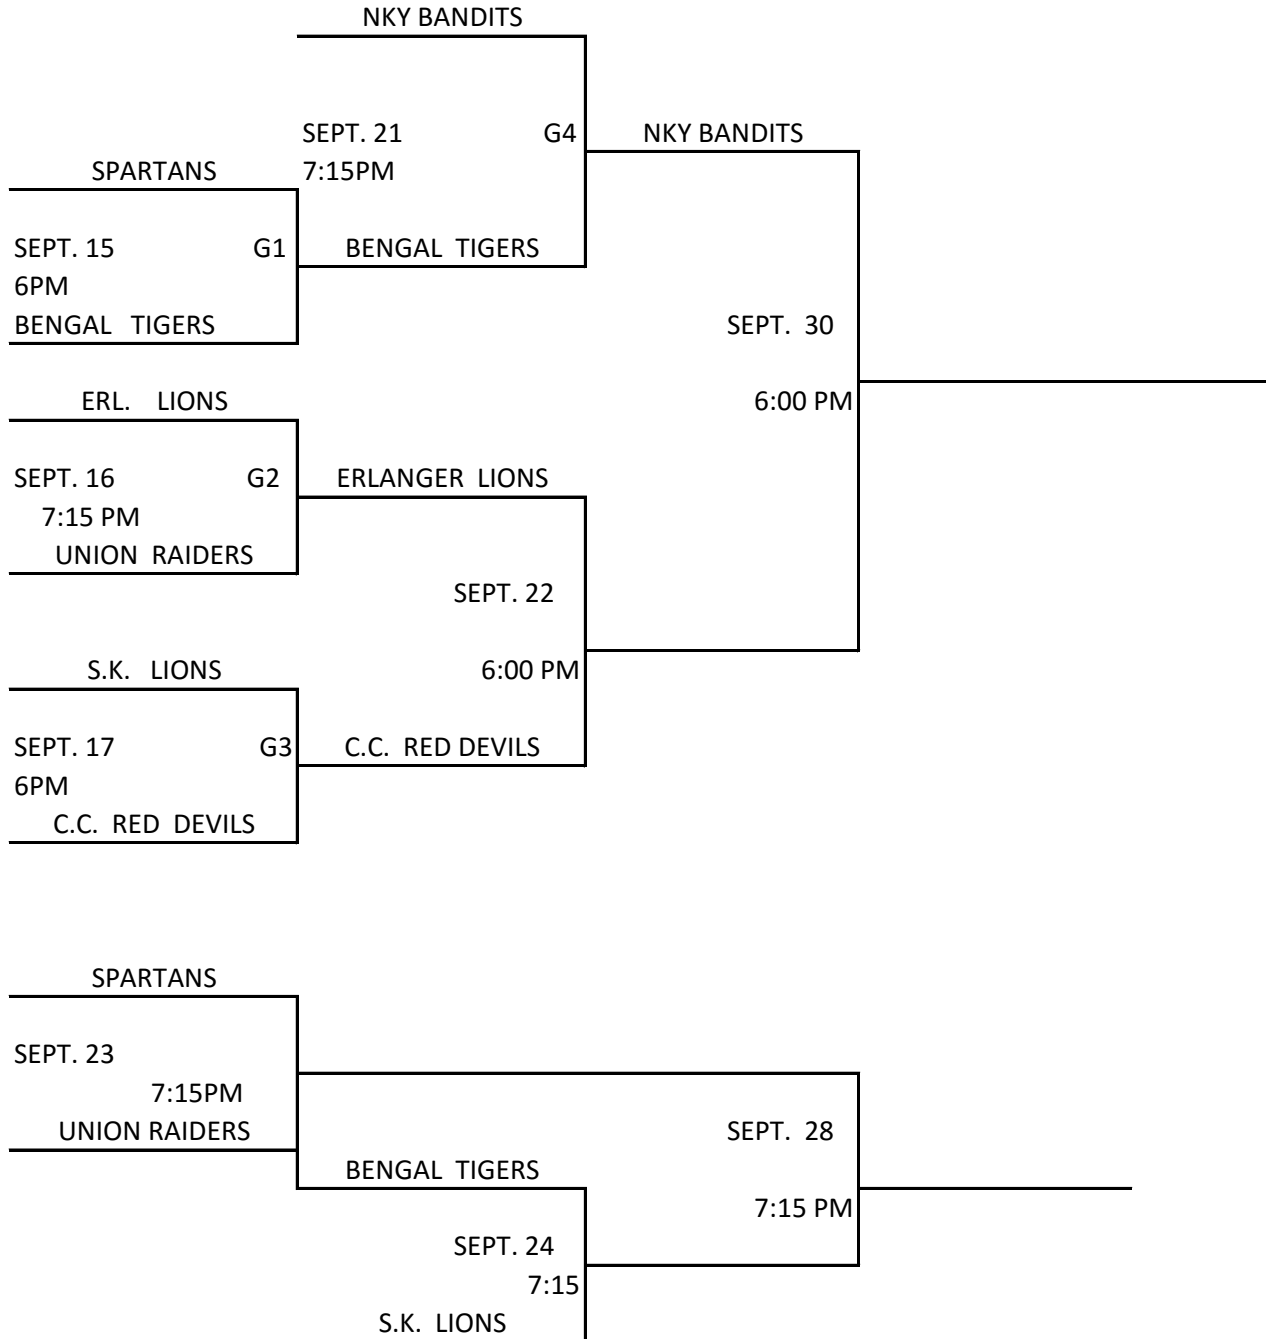 NKY BANDITS
SEPT. 21 G4 NKY BANDITS
SPARTANS 7:15PM
SEPT. 15 G1 BENGAL TIGERS
6PM
BENGAL TIGERS SEPT. 30
ERL. LIONS 6:00 PM
SEPT. 16 G2 ERLANGER LIONS
7:15 PM
UNION RAIDERS
SEPT. 22
S.K. LIONS 6:00 PM
SEPT. 17 G3 C.C. RED DEVILS
6PM
C.C. RED DEVILS
SPARTANS
SEPT. 23
7:15PM
UNION RAIDERS SEPT. 28
BENGAL TIGERS
7:15 PM
SEPT. 24
7:15
S.K. LIONS